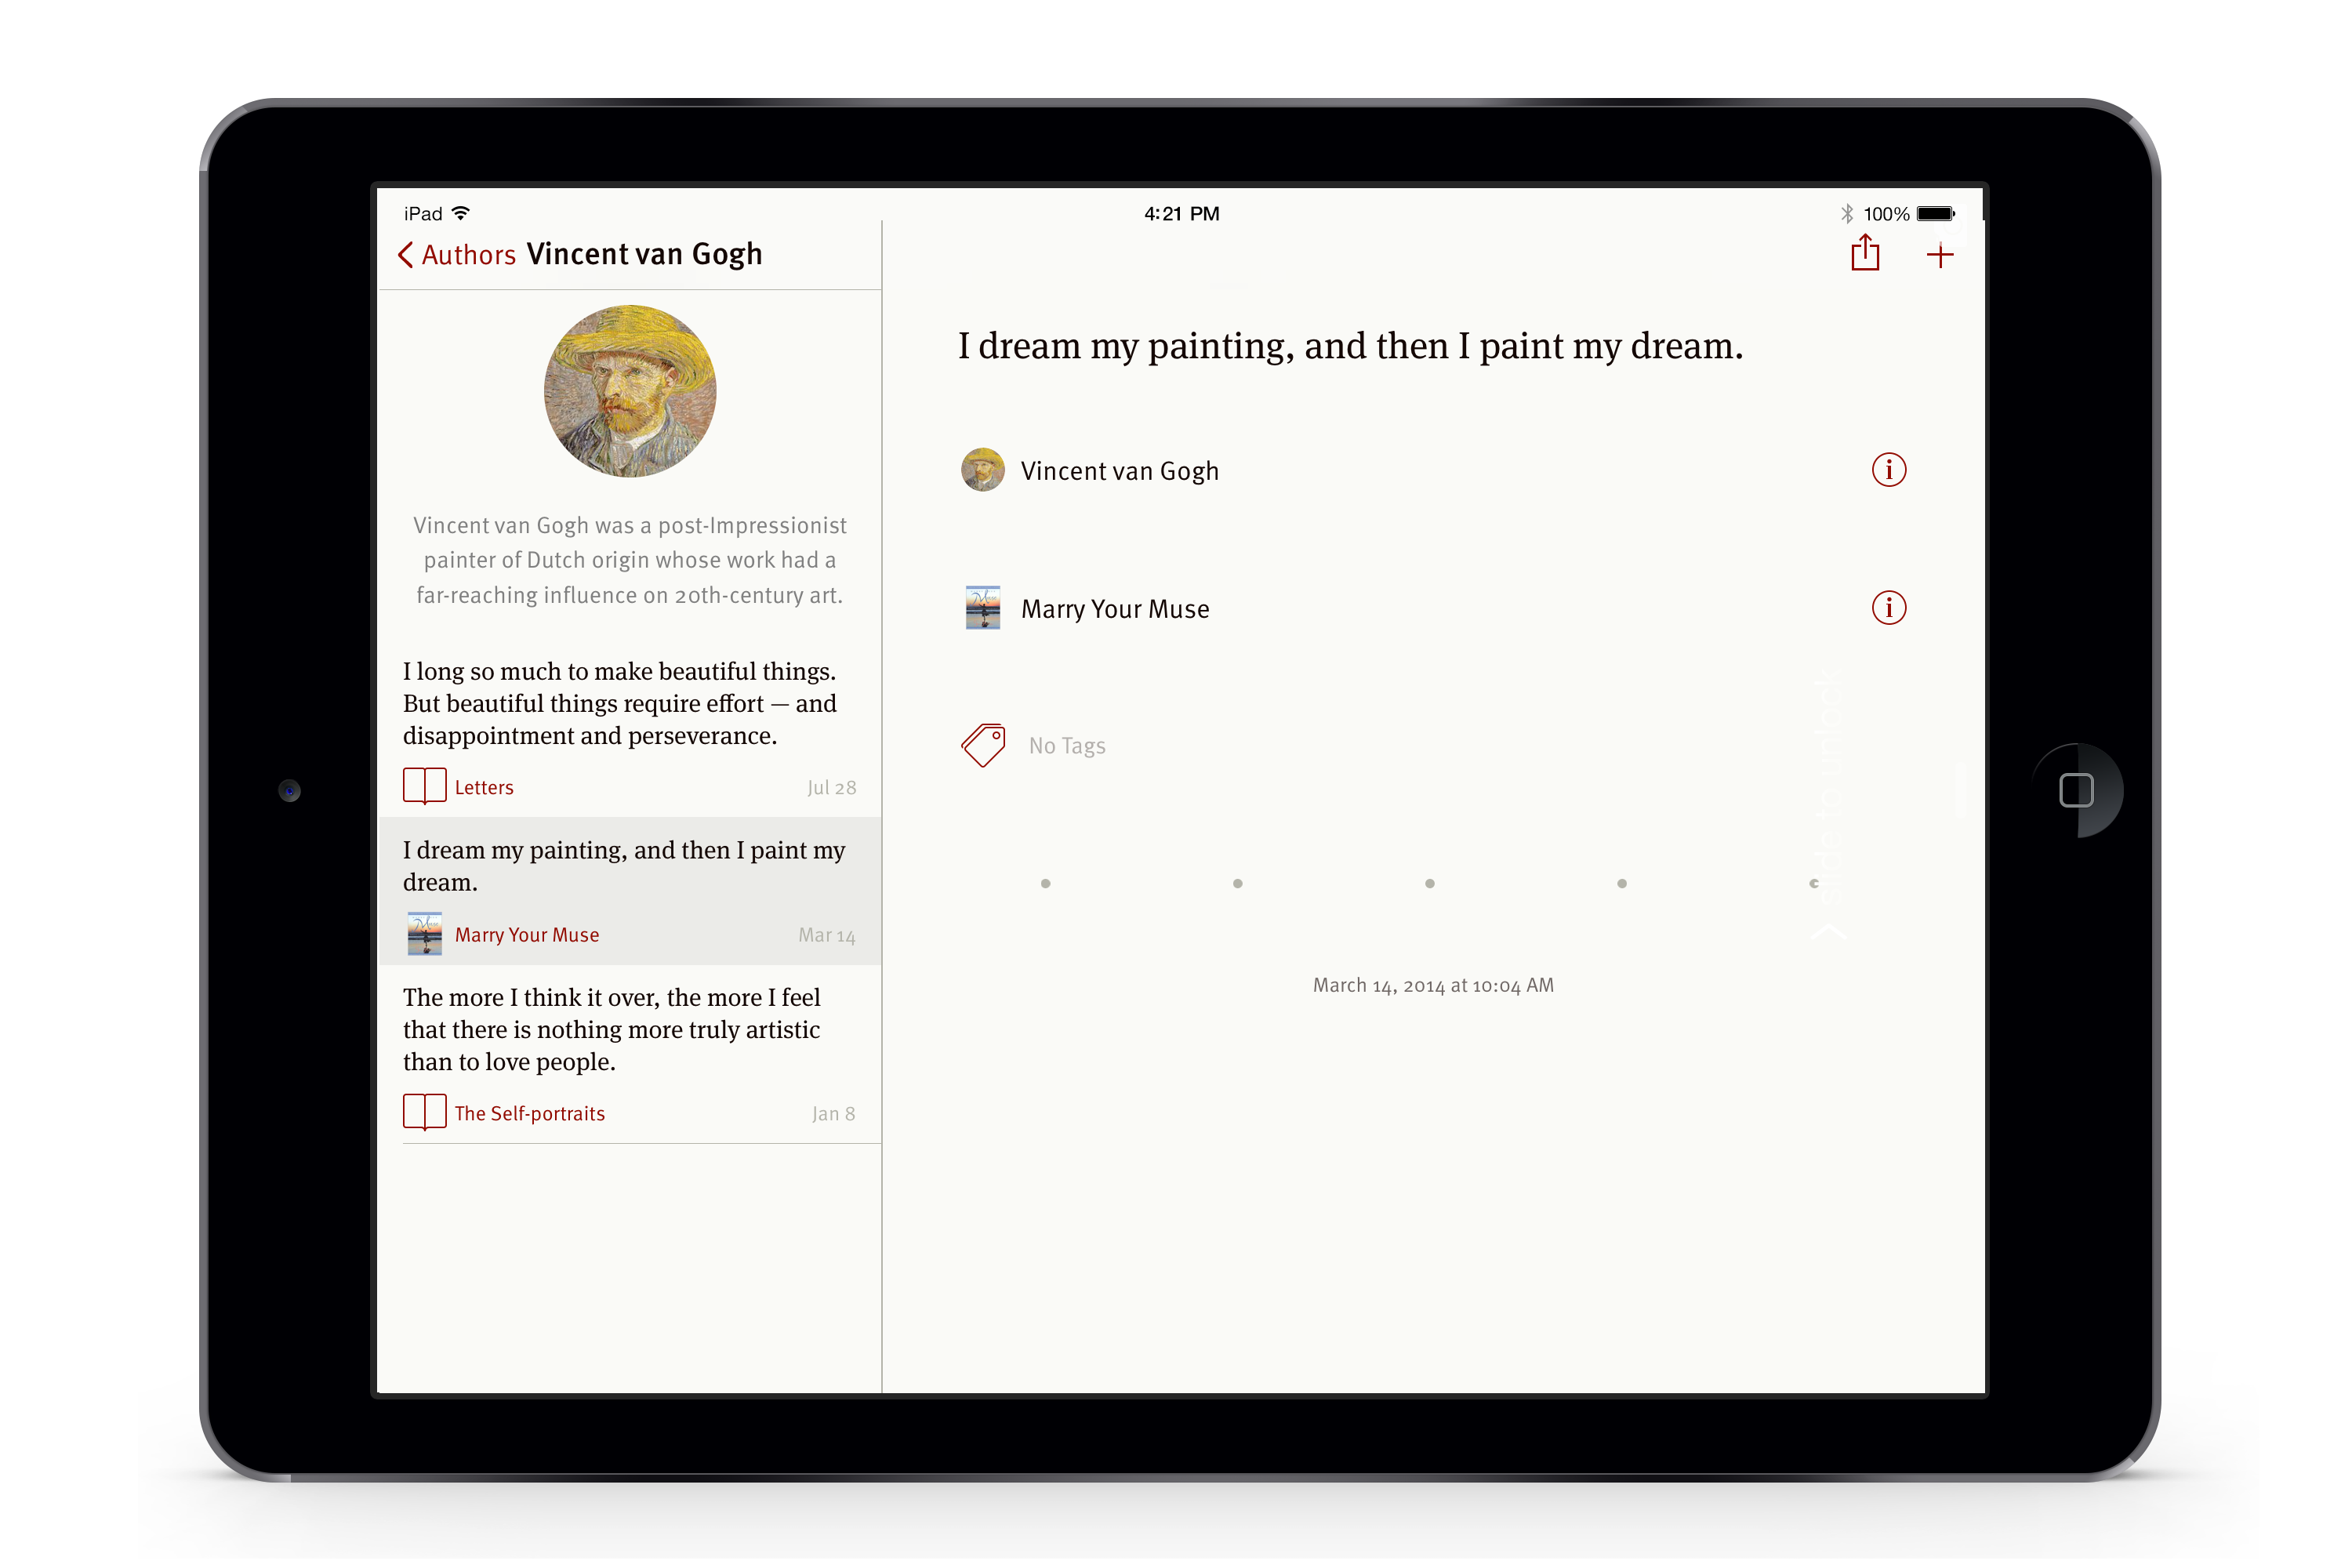 iPad 4:21 PM 100%
Authors Vincent van Gogh
Vincent van Gogh was a post-Impressionist
painter of Dutch origin whose work had a
far-reaching influence on 20th-century art.
I long so much to make beautiful things.
But beautiful things require effort — and
disappointment and perseverance.
Letters Jul 28
I dream my painting, and then I paint my
dream.
Marry Your Muse Mar 14
The more I think it over, the more I feel
that there is nothing more truly artistic
than to love people.
The Self-portraits Jan 8
I dream my painting, and then I paint my dream.
Vincent van Gogh
Marry Your Muse
No Tags
March 14, 2014 at 10:04 AM
slide to unlock